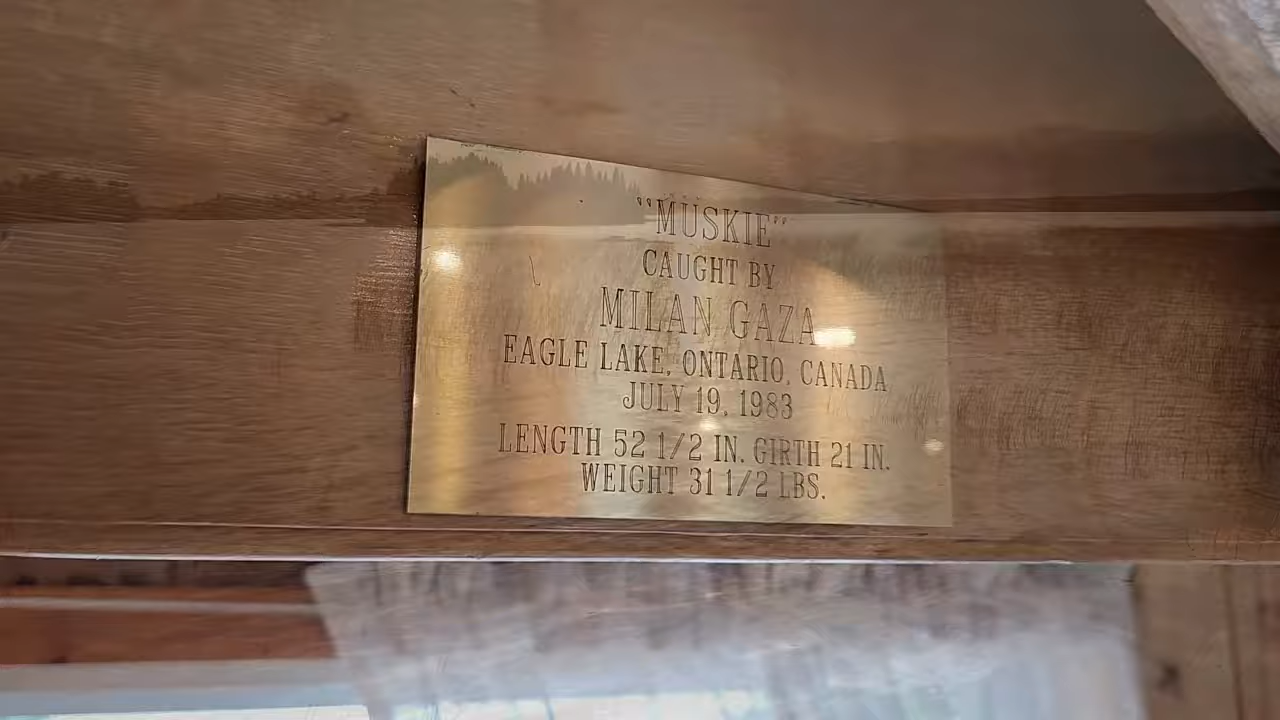 "MUSKIE"
CAUGHT BY
MILAN GAZA
EAGLE LAKE, ONTARIO, CANADA
JULY 19, 1983
LENGTH 52 1/2 IN. GIRTH 21 IN.
WEIGHT 31 1/2 LBS.